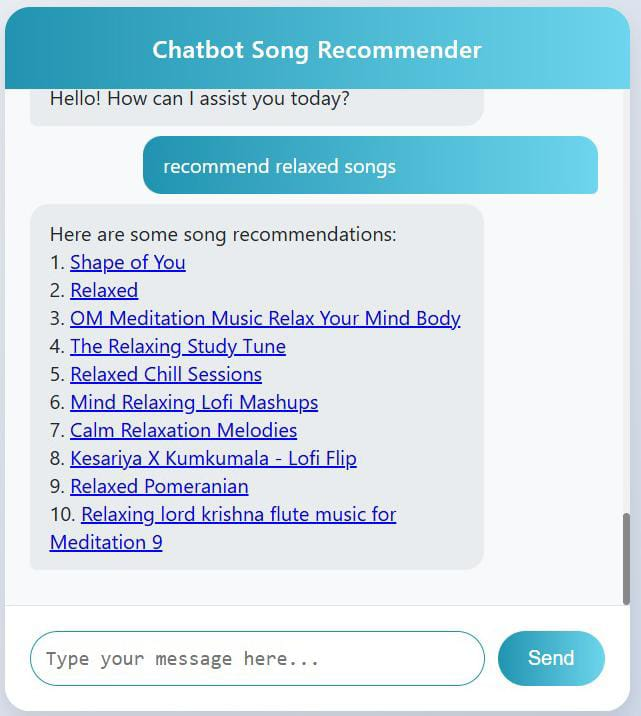 Chatbot Song Recommender
Hello! How can I assist you today?
recommend relaxed songs
Here are some song recommendations:
1. Shape of You
2. Relaxed
3. OM Meditation Music Relax Your Mind Body
4. The Relaxing Study Tune
5. Relaxed Chill Sessions
6. Mind Relaxing Lofi Mashups
7. Calm Relaxation Melodies
8. Kesariya X Kumkumala - Lofi Flip
9. Relaxed Pomeranian
10. Relaxing lord krishna flute music for
Meditation 9
Type your message here...
Send